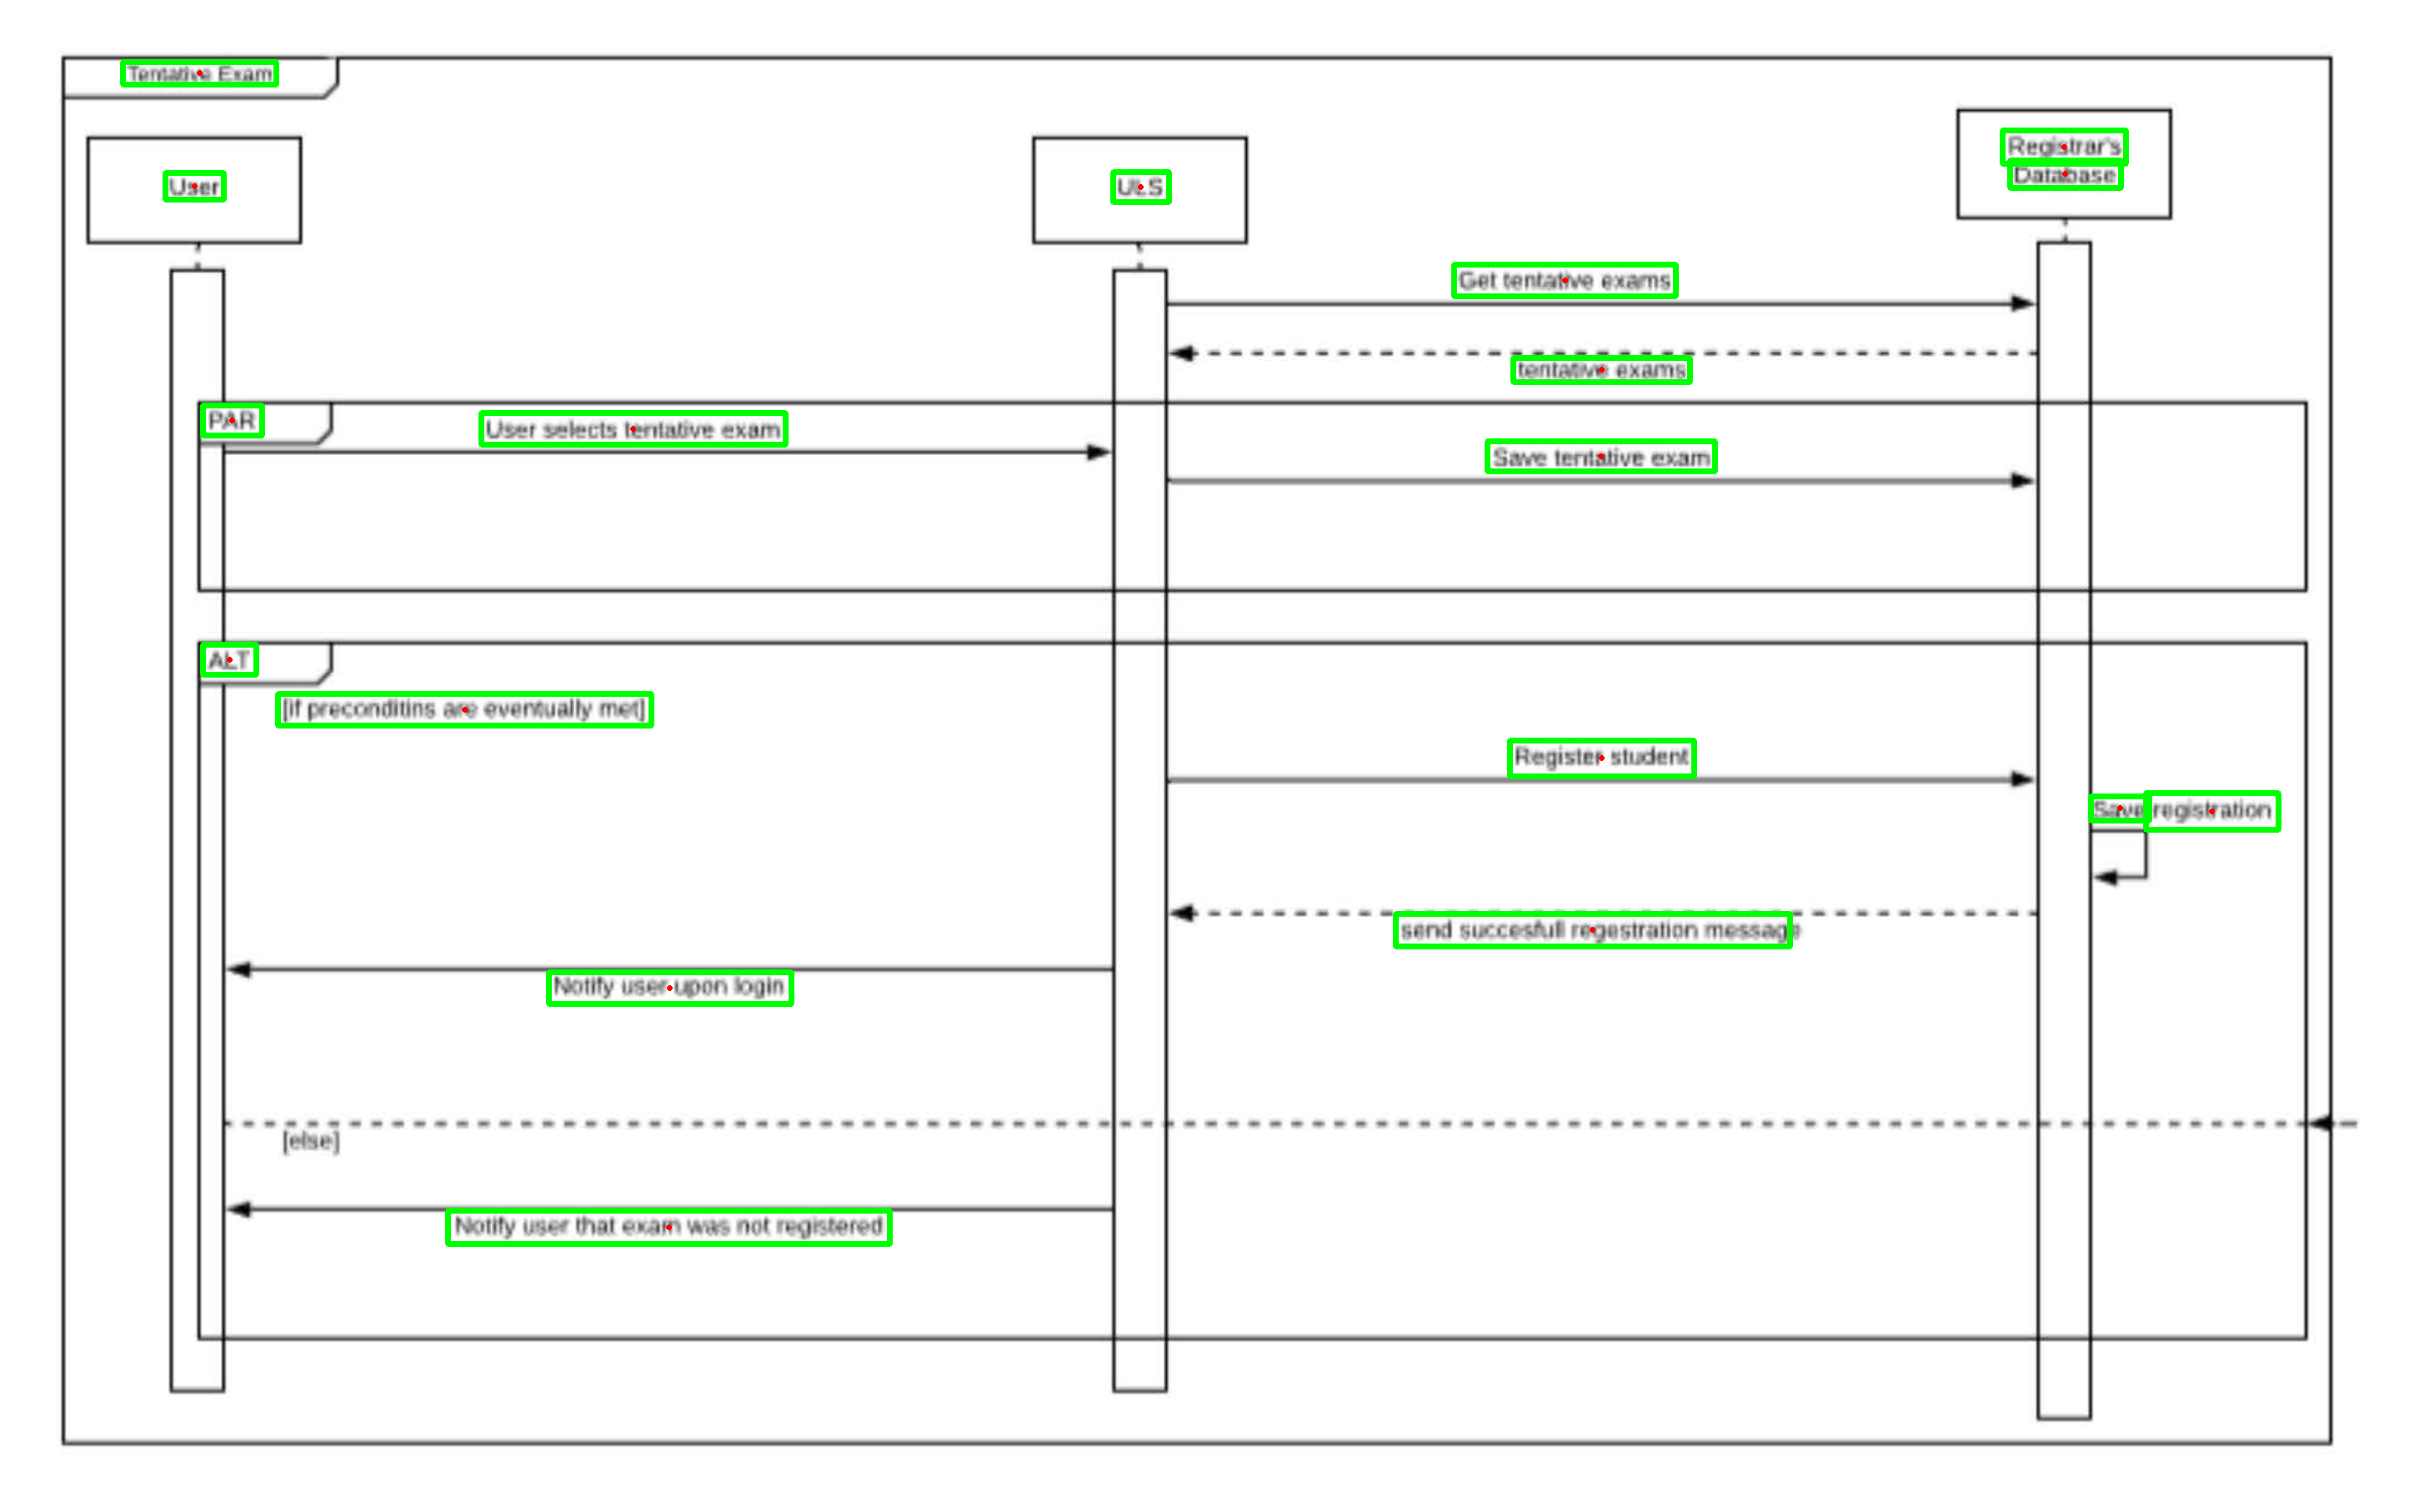 Tentative Exam
User
ULS
Registrar's
Database
Get tentative exams
tentative exams
PAR
User selects tentative exam
Save tentative exam
ALT
[if preconditins are eventually met]
Register student
Save registration
send succesfull regestration message
Notify user upon login
[else]
Notify user that exam was not registered